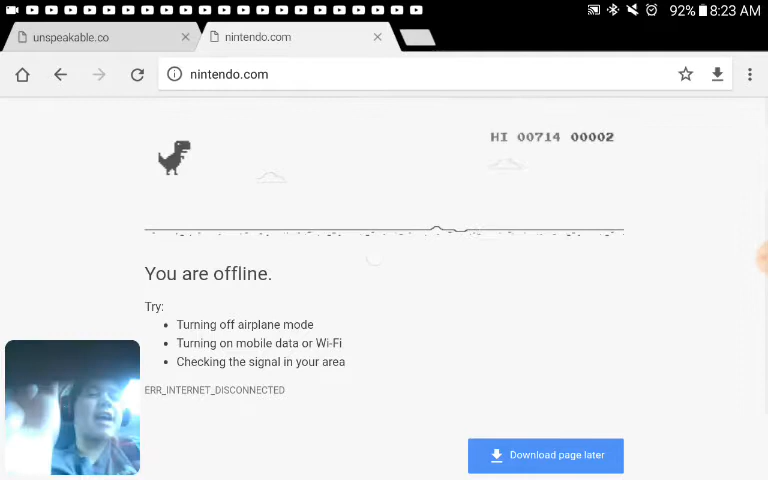 92% 8:23 AM
unspeakable.co
nintendo.com
nintendo.com
HI 00714 00002
You are offline.
Try:
• Turning off airplane mode
• Turning on mobile data or Wi-Fi
• Checking the signal in your area
ERR_INTERNET_DISCONNECTED
Download page later